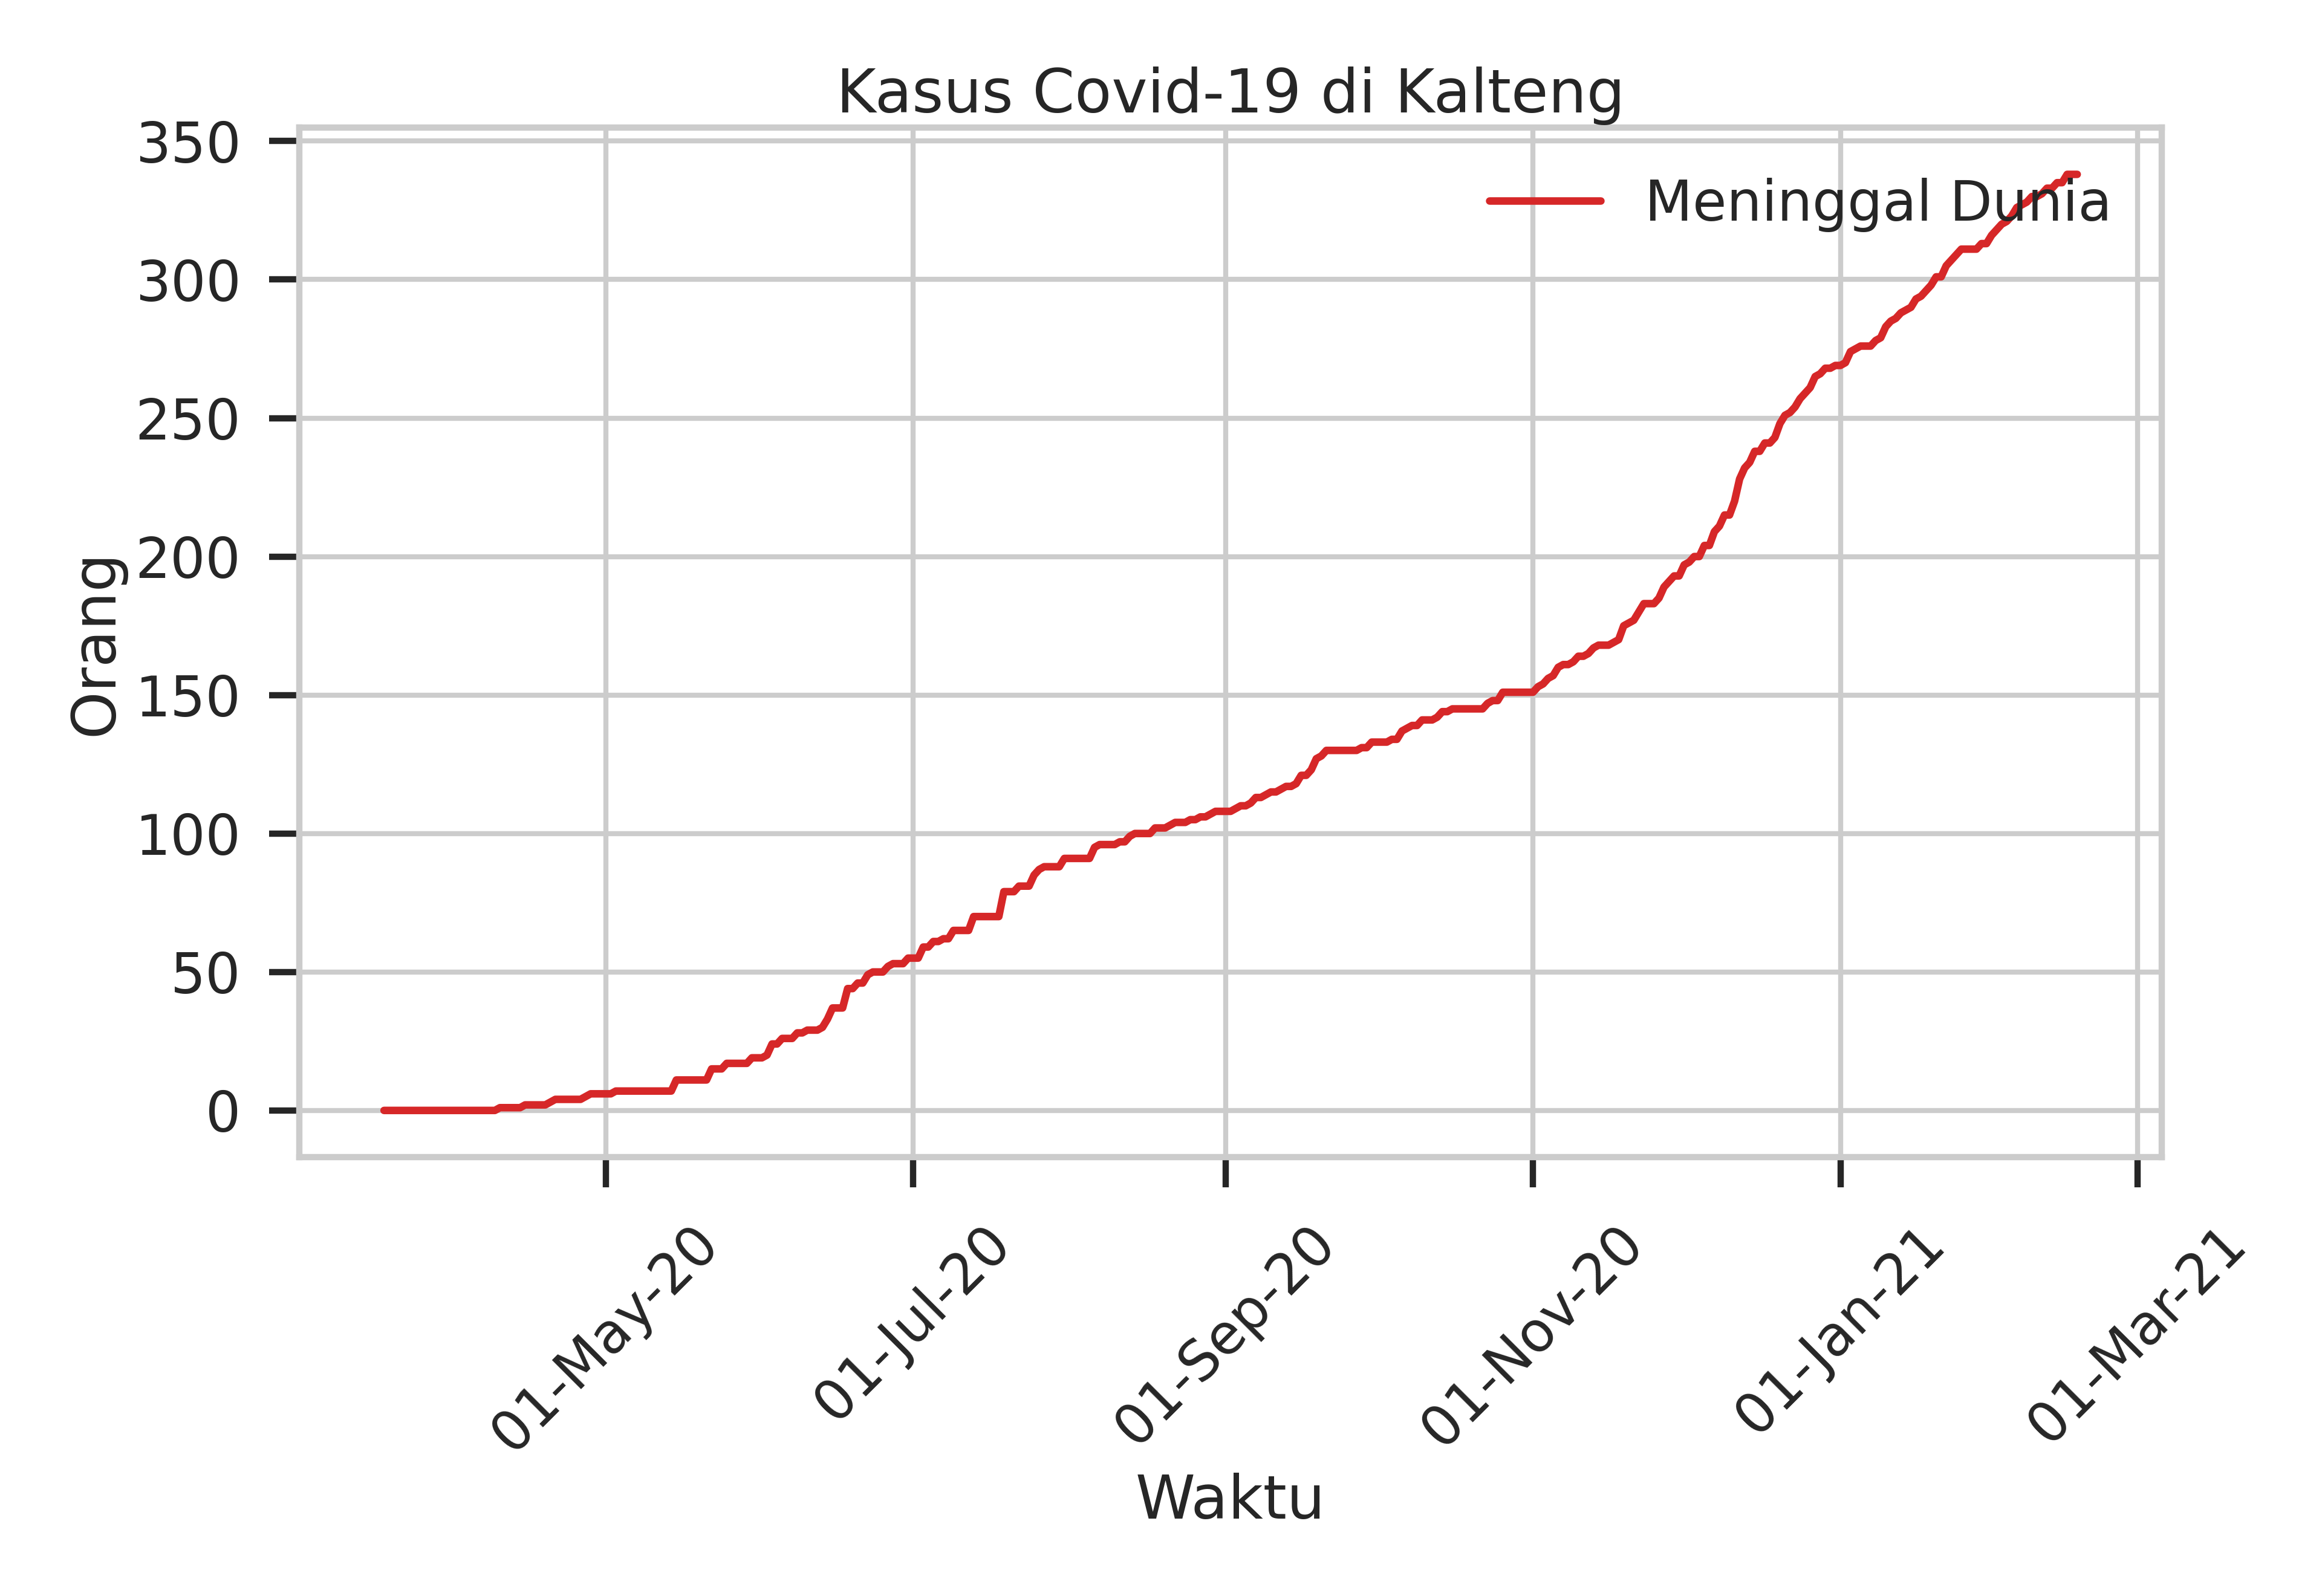 Kasus Covid-19 di Kalteng
350
300
250
200
150
100
50
0
Orang
Meninggal Dunia
01-May-20
01-Jul-20
01-Sep-20
01-Nov-20
01-Jan-21
01-Mar-21
Waktu